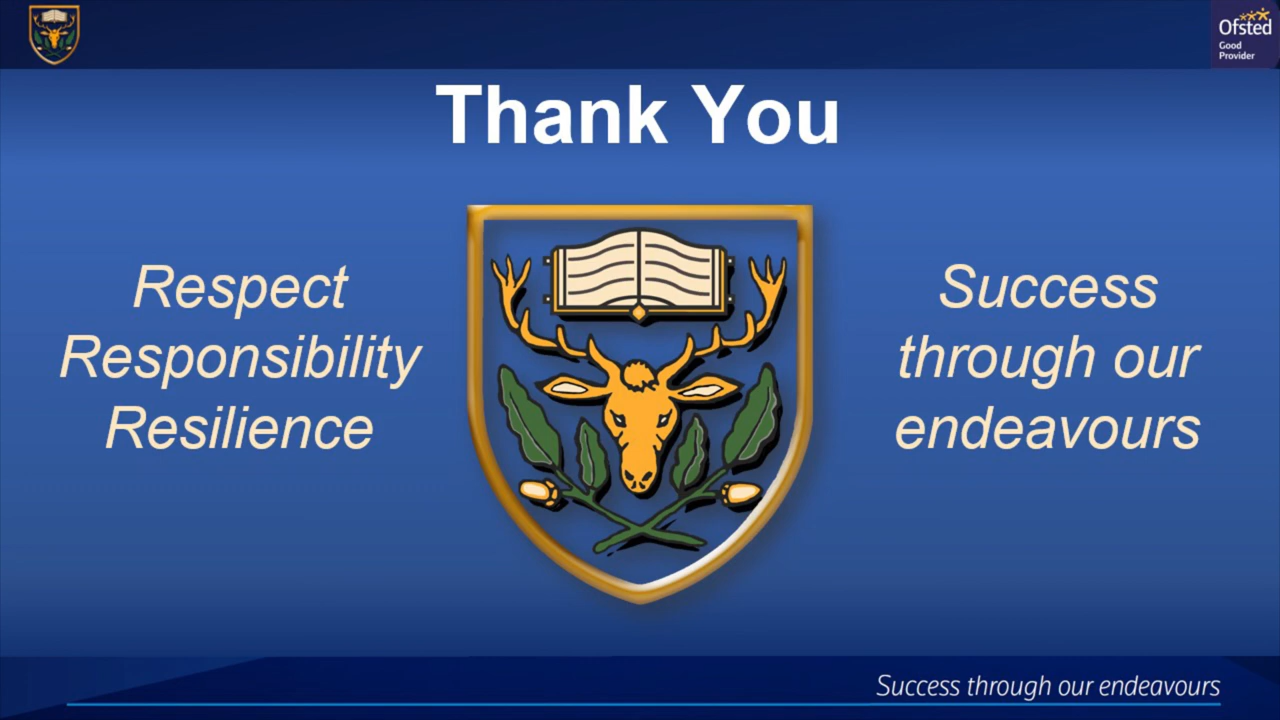 Ofsted
Good
Provider
Thank You
Respect
Responsibility
Resilience
Success
through our
endeavours
Success through our endeavours